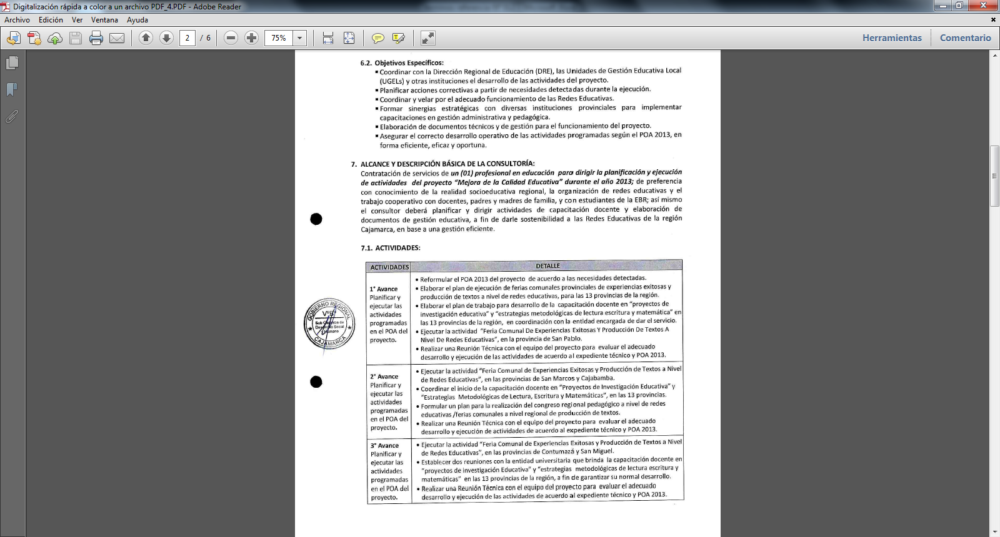 Digitalización rápida a color a un archivo PDF_4.PDF - Adobe Reader
Archivo Edición Ver Ventana Ayuda
2 / 6 75% Herramientas Comentario
6.2. Objetivos Específicos:
▪ Coordinar con la Dirección Regional de Educación (DRE), las Unidades de Gestión Educativa Local
(UGELs) y otras instituciones el desarrollo de las actividades del proyecto.
▪ Planificar acciones correctivas a partir de necesidades detectadas durante la ejecución.
▪ Coordinar y velar por el adecuado funcionamiento de las Redes Educativas.
▪ Formar sinergias estratégicas con diversas instituciones provinciales para implementar
capacitaciones en gestión administrativa y pedagógica.
▪ Elaboración de documentos técnicos y de gestión para el funcionamiento del proyecto.
▪ Asegurar el correcto desarrollo operativo de las actividades programadas según el POA 2013, en
forma eficiente, eficaz y oportuna.
7. ALCANCE Y DESCRIPCIÓN BÁSICA DE LA CONSULTORÍA:
Contratación de servicios de un (01) profesional en educación para dirigir la planificación y ejecución
de actividades del proyecto “Mejora de la Calidad Educativa” durante el año 2013; de preferencia
con conocimiento de la realidad socioeducativa regional, la organización de redes educativas y el
trabajo cooperativo con docentes, padres y madres de familia, y con estudiantes de la EBR; así mismo
el consultor deberá planificar y dirigir actividades de capacitación docente y elaboración de
documentos de gestión educativa, a fin de darle sostenibilidad a las Redes Educativas de la región
Cajamarca, en base a una gestión eficiente.
7.1. ACTIVIDADES:
ACTIVIDADES DETALLE
1° Avance
Planificar y
ejecutar las
actividades
programadas
en el POA del
proyecto.
• Reformular el POA 2013 del proyecto de acuerdo a las necesidades detectadas.
• Elaborar el plan de ejecución de ferias comunales provinciales de experiencias exitosas y
producción de textos a nivel de redes educativas, para las 13 provincias de la región.
• Elaborar el plan de trabajo para desarrollo de la capacitación docente en “proyectos de
investigación educativa” y “estrategias metodológicas de lectura escritura y matemática” en
las 13 provincias de la región, en coordinación con la entidad encargada de dar el servicio.
• Ejecutar la actividad “Feria Comunal De Experiencias Exitosas Y Producción De Textos A
Nivel De Redes Educativas”, en la provincia de San Pablo.
• Realizar una Reunión Técnica con el equipo del proyecto para evaluar el adecuado
desarrollo y ejecución de las actividades de acuerdo al expediente técnico y POA 2013.
GOBIERNO REGIONAL
V°B°
Sub Gerencia de
Desarrollo Social
Humano
CAJAMARCA
2° Avance
Planificar y
ejecutar las
actividades
programadas
en el POA del
proyecto.
• Ejecutar la actividad “Feria Comunal de Experiencias Exitosas y Producción de Textos a Nivel
de Redes Educativas”, en las provincias de San Marcos y Cajabamba.
• Coordinar el inicio de la capacitación docente en “Proyectos de Investigación Educativa” y
“Estrategias Metodológicas de Lectura, Escritura y Matemáticas”, en las 13 provincias.
• Formular un plan para la realización del congreso regional pedagógico a nivel de redes
educativas /ferias comunales a nivel regional de producción de textos.
• Realizar una Reunión Técnica con el equipo del proyecto para evaluar el adecuado
desarrollo y ejecución de actividades de acuerdo al expediente técnico y POA 2013.
3° Avance
Planificar y
ejecutar las
actividades
programadas
en el POA del
proyecto.
• Ejecutar la actividad “Feria Comunal de Experiencias Exitosas y Producción de Textos a Nivel
de Redes Educativas”, en las provincias de Contumazá y San Miguel.
• Establecer dos reuniones con la entidad universitaria que brinda la capacitación docente en
“proyectos de investigación Educativa” y “estrategias metodológicas de lectura escritura y
matemáticas” en las 13 provincias de la región, a fin de garantizar su normal desarrollo.
• Realizar una Reunión Técnica con el equipo del proyecto para evaluar el adecuado
desarrollo y ejecución de las actividades de acuerdo al expediente técnico y POA 2013.